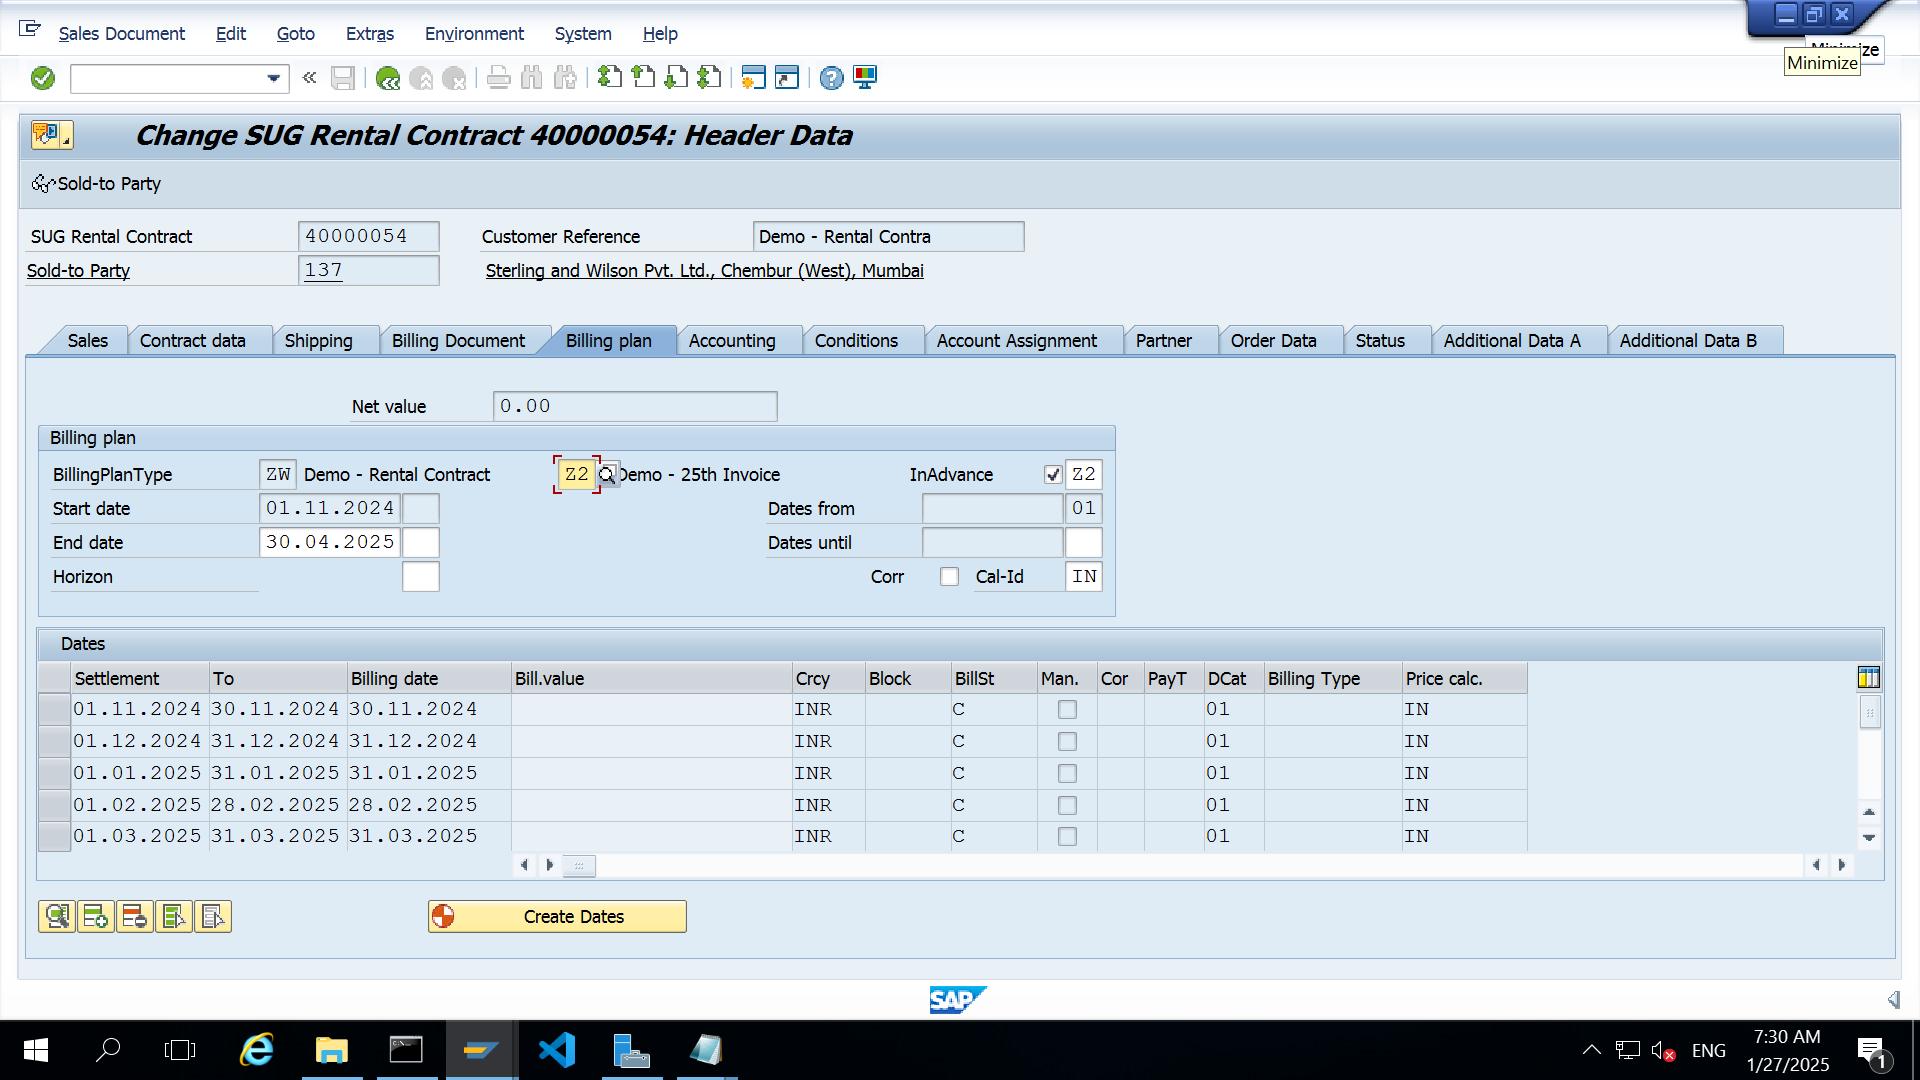 Sales Document Edit Goto Extras Environment System Help
Minimize
Change SUG Rental Contract 40000054: Header Data
Sold-to Party
SUG Rental Contract 40000054 Customer Reference Demo - Rental Contra
Sold-to Party 137 Sterling and Wilson Pvt. Ltd., Chembur (West), Mumbai
Sales Contract data Shipping Billing Document Billing plan Accounting Conditions Account Assignment Partner Order Data Status Additional Data A Additional Data B
Net value 0.00
Billing plan
BillingPlanType ZW Demo - Rental Contract Z2 Demo - 25th Invoice InAdvance Z2
Start date 01.11.2024 Dates from 01
End date 30.04.2025 Dates until
Horizon Corr Cal-Id IN
Dates
Settlement To Billing date Bill.value Crcy Block BillSt Man. Cor PayT DCat Billing Type Price calc.
01.11.2024 30.11.2024 30.11.2024 INR C 01 IN
01.12.2024 31.12.2024 31.12.2024 INR C 01 IN
01.01.2025 31.01.2025 31.01.2025 INR C 01 IN
01.02.2025 28.02.2025 28.02.2025 INR C 01 IN
01.03.2025 31.03.2025 31.03.2025 INR C 01 IN
Create Dates
SAP
ENG
7:30 AM
1/27/2025
1